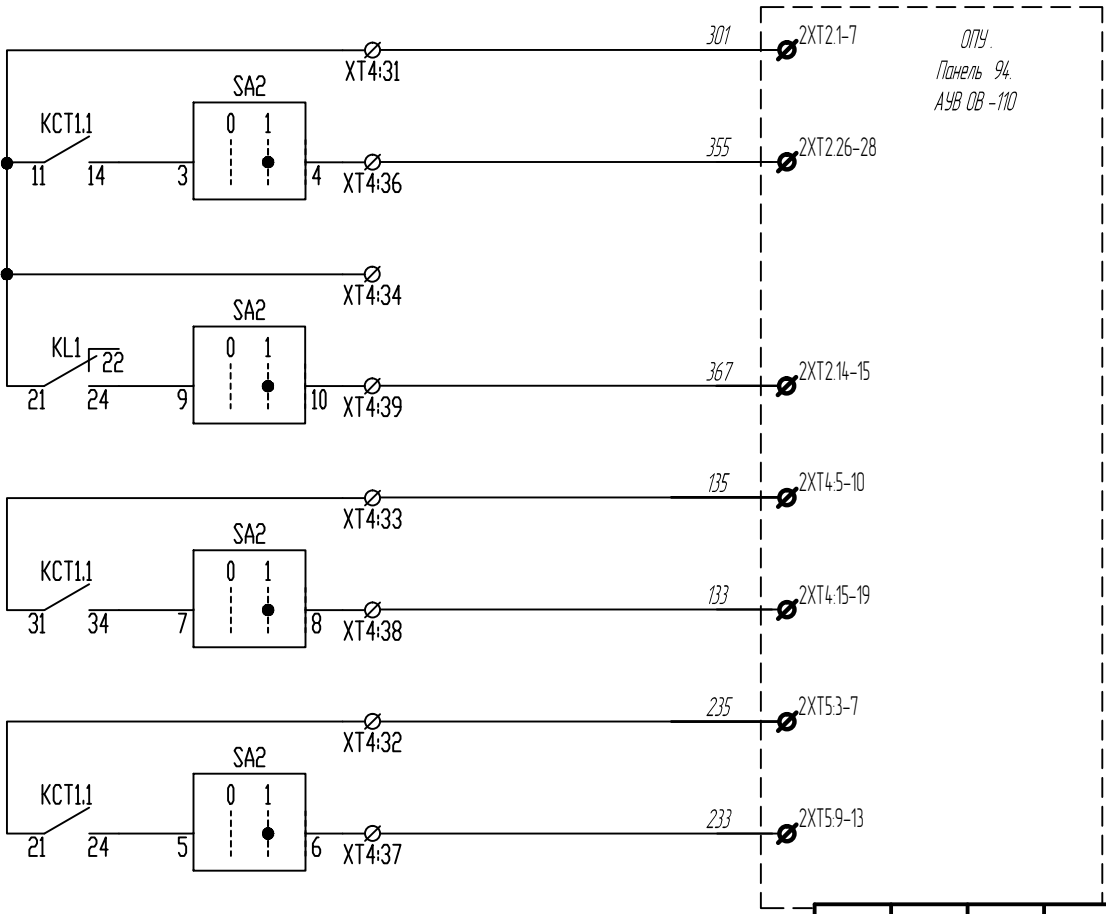 301
2XT2:1-7
XT4:31
ОПУ.
Панель 94.
АУВ ОВ-110
SA2
0 1
KCT1.1
11 14 3 4
XT4:36
355
2XT2:26-28
XT4:34
SA2
0 1
KL1
22
21 24 9 10
XT4:39
367
2XT2:14-15
135
2XT4:5-10
XT4:33
SA2
0 1
KCT1.1
31 34 7 8
XT4:38
133
2XT4:15-19
235
2XT5:3-7
XT4:32
SA2
0 1
KCT1.1
21 24 5 6
XT4:37
233
2XT5:9-13